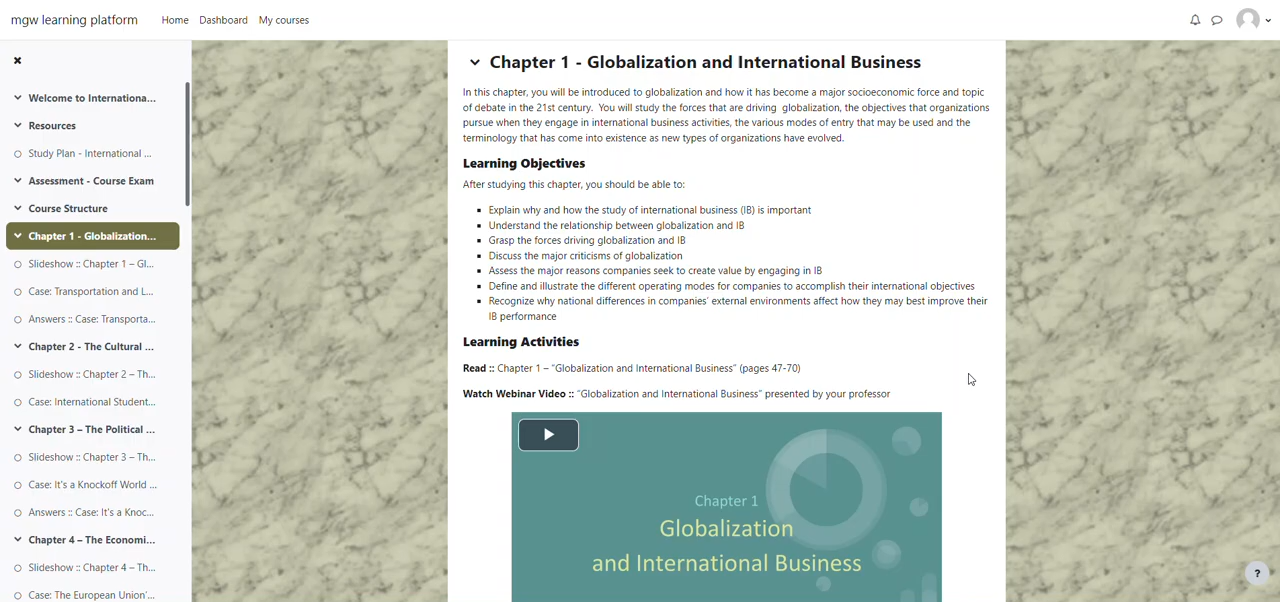 mgw learning platform Home Dashboard My courses
Welcome to Internationa...
Resources
Study Plan - International ...
Assessment - Course Exam
Course Structure
Chapter 1 - Globalization...
Slideshow :: Chapter 1 – Gl...
Case: Transportation and L...
Answers :: Case: Transporta...
Chapter 2 - The Cultural ...
Slideshow :: Chapter 2 – Th...
Case: International Student...
Chapter 3 – The Political ...
Slideshow :: Chapter 3 – Th...
Case: It's a Knockoff World ...
Answers :: Case: It's a Knoc...
Chapter 4 – The Economi...
Slideshow :: Chapter 4 – Th...
Case: The European Union'...
Chapter 1 - Globalization and International Business
In this chapter, you will be introduced to globalization and how it has become a major socioeconomic force and topic
of debate in the 21st century. You will study the forces that are driving globalization, the objectives that organizations
pursue when they engage in international business activities, the various modes of entry that may be used and the
terminology that has come into existence as new types of organizations have evolved.
Learning Objectives
After studying this chapter, you should be able to:
Explain why and how the study of international business (IB) is important
Understand the relationship between globalization and IB
Grasp the forces driving globalization and IB
Discuss the major criticisms of globalization
Assess the major reasons companies seek to create value by engaging in IB
Define and illustrate the different operating modes for companies to accomplish their international objectives
Recognize why national differences in companies' external environments affect how they may best improve their
IB performance
Learning Activities
Read :: Chapter 1 – "Globalization and International Business" (pages 47-70)
Watch Webinar Video :: "Globalization and International Business" presented by your professor
Chapter 1
Globalization
and International Business
?